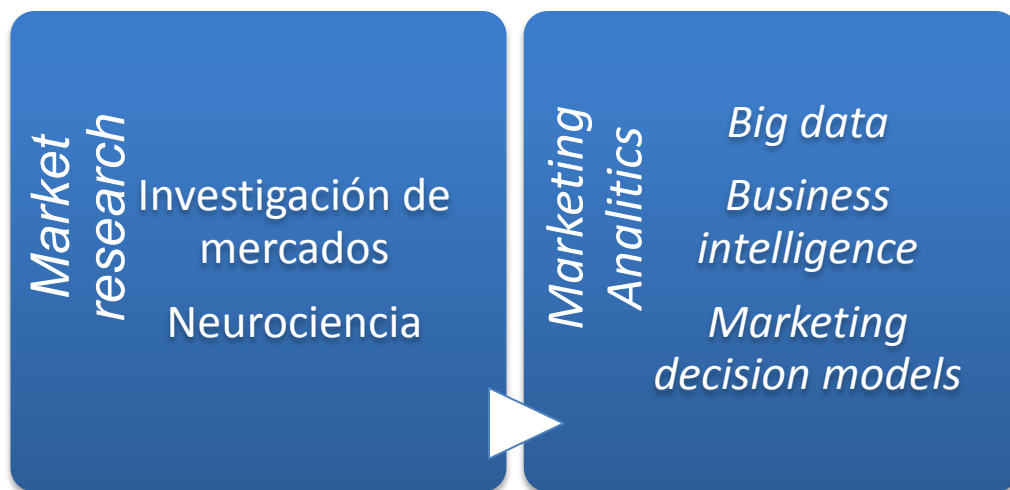 Market
research
Investigación de
mercados
Neurociencia
Marketing
Analitics
Big data
Business
intelligence
Marketing
decision models